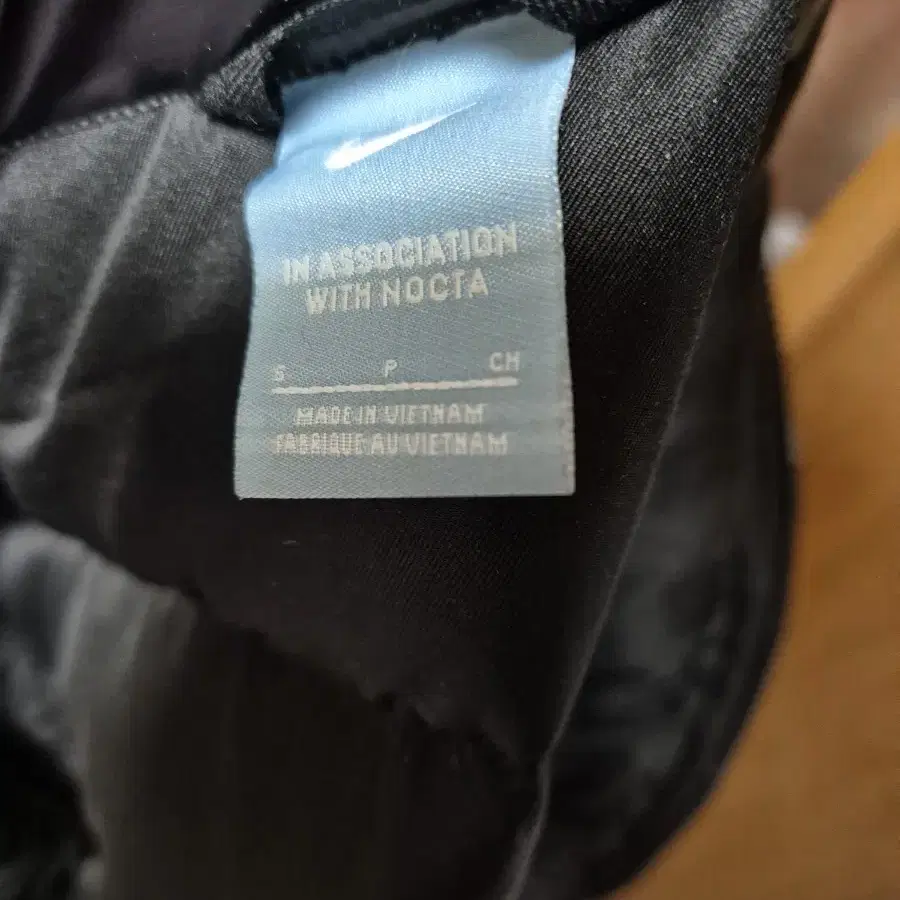 IN ASSOCIATION
WITH NOCTA
S P CH
MADE IN VIETNAM
FABRIQUE AU VIETNAM